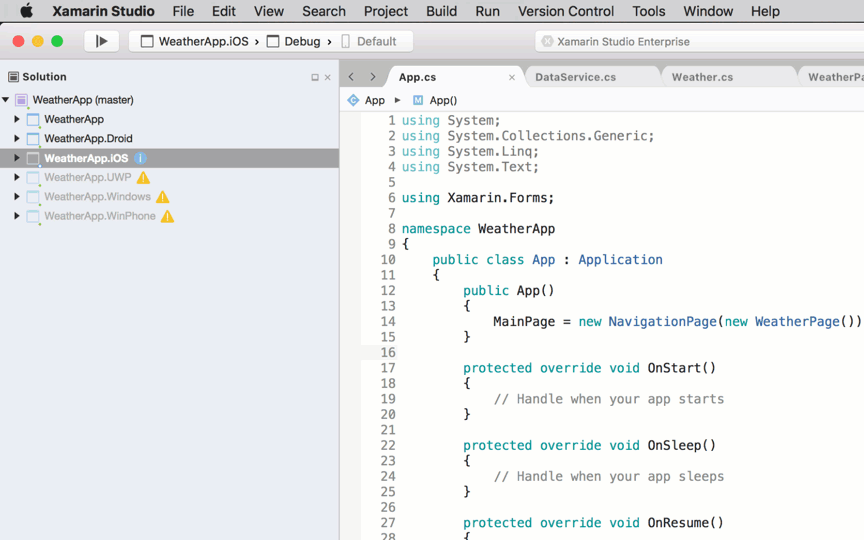 Xamarin Studio File Edit View Search Project Build Run Version Control Tools Window Help
WeatherApp.iOS › Debug › Default
Xamarin Studio Enterprise
Solution
WeatherApp (master)
WeatherApp
WeatherApp.Droid
WeatherApp.iOS
WeatherApp.UWP
WeatherApp.Windows
WeatherApp.WinPhone
App.cs DataService.cs Weather.cs
App App()
1 using System;
2 using System.Collections.Generic;
3 using System.Linq;
4 using System.Text;
5
6 using Xamarin.Forms;
7
8 namespace WeatherApp
9 {
10 public class App : Application
11 {
12 public App()
13 {
14 MainPage = new NavigationPage(new WeatherPage())
15 }
16
17 protected override void OnStart()
18 {
19 // Handle when your app starts
20 }
21
22 protected override void OnSleep()
23 {
24 // Handle when your app sleeps
25 }
26
27 protected override void OnResume()
28 {